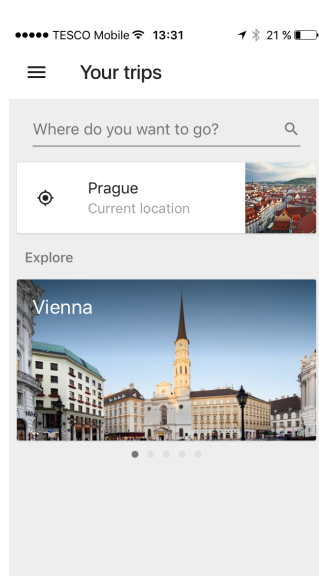 TESCO Mobile 13:31 21 %
Your trips
Where do you want to go?
Prague
Current location
Explore
Vienna